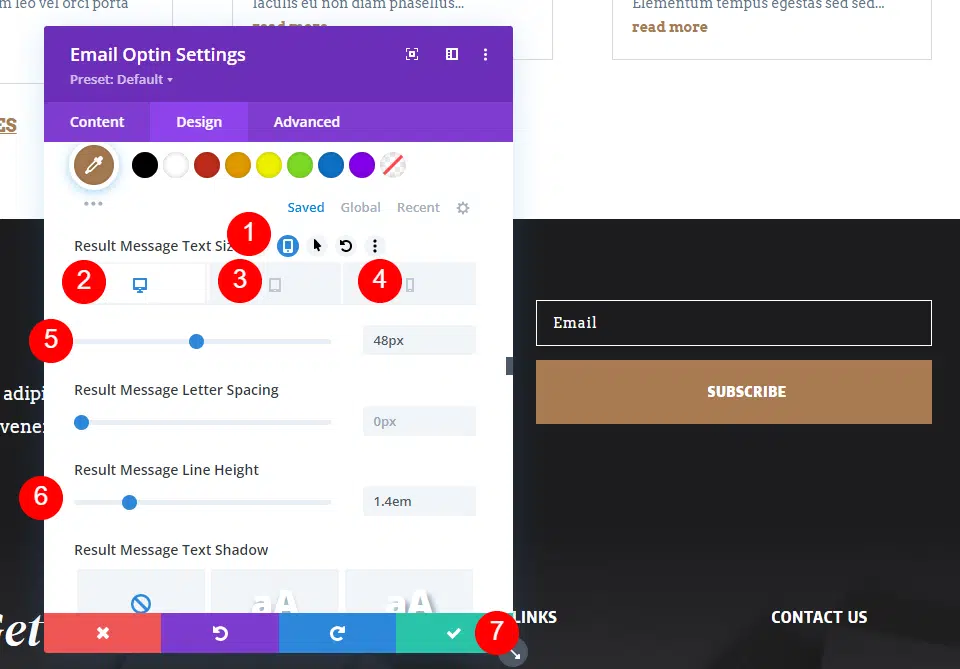 m leo vel orci porta
iaculis eu non diam phasellus...
Elementum tempus egestas sed sed...
read more
read more
Email Optin Settings
Preset: Default
ES
Content
Design
Advanced
Saved
Global
Recent
1
Result Message Text Siz
2
3
4
Email
5
48px
adipi
Result Message Letter Spacing
SUBSCRIBE
vene
0px
Result Message Line Height
6
1.4em
Result Message Text Shadow
aA
aA
Get
7
LINKS
CONTACT US